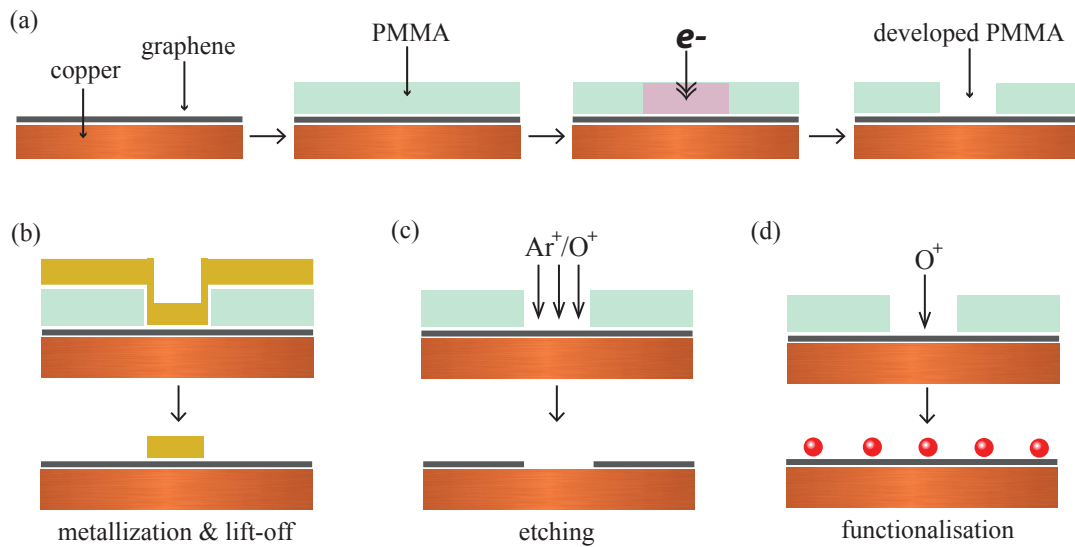 (a)
graphene
copper
PMMA
e-
developed PMMA
(b)
(c)
(d)
Ar⁺/O⁺
O⁺
metallization & lift-off
etching
functionalisation